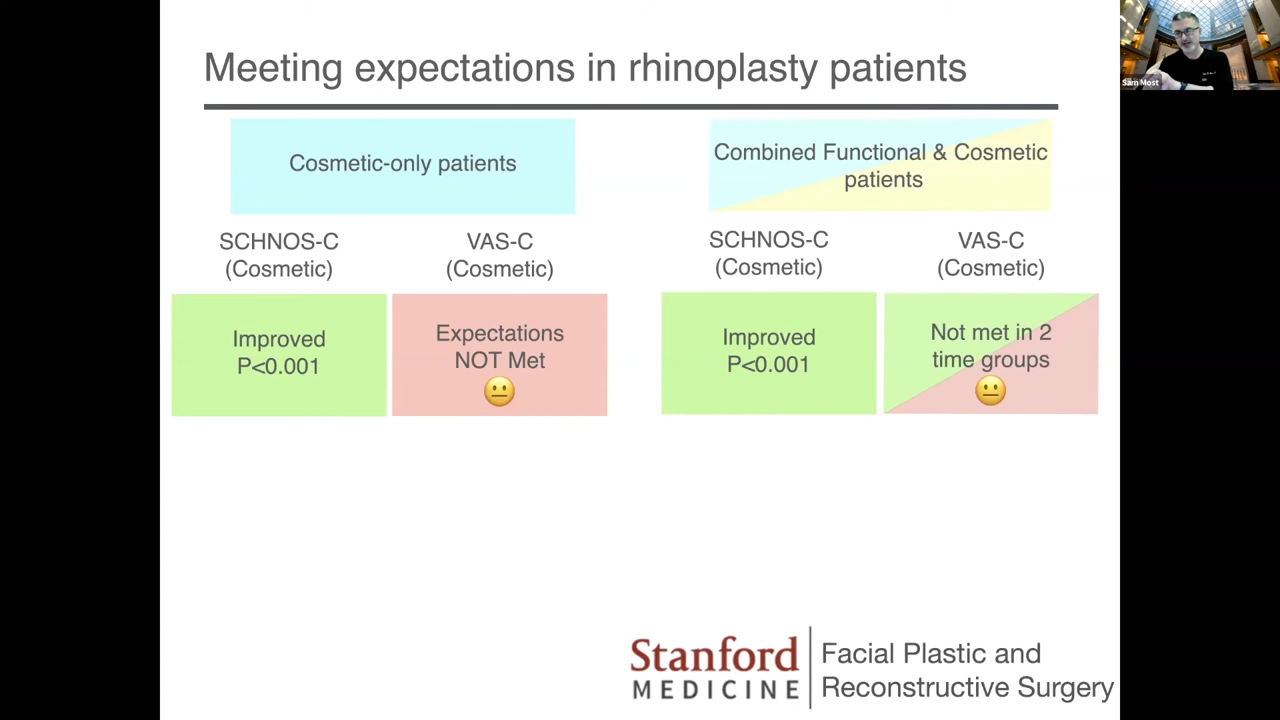 Meeting expectations in rhinoplasty patients
Sam Most
Cosmetic-only patients
Combined Functional & Cosmetic
patients
SCHNOS-C
(Cosmetic)
VAS-C
(Cosmetic)
SCHNOS-C
(Cosmetic)
VAS-C
(Cosmetic)
Improved
P<0.001
Expectations
NOT Met
Improved
P<0.001
Not met in 2
time groups
Stanford
MEDICINE
Facial Plastic and
Reconstructive Surgery